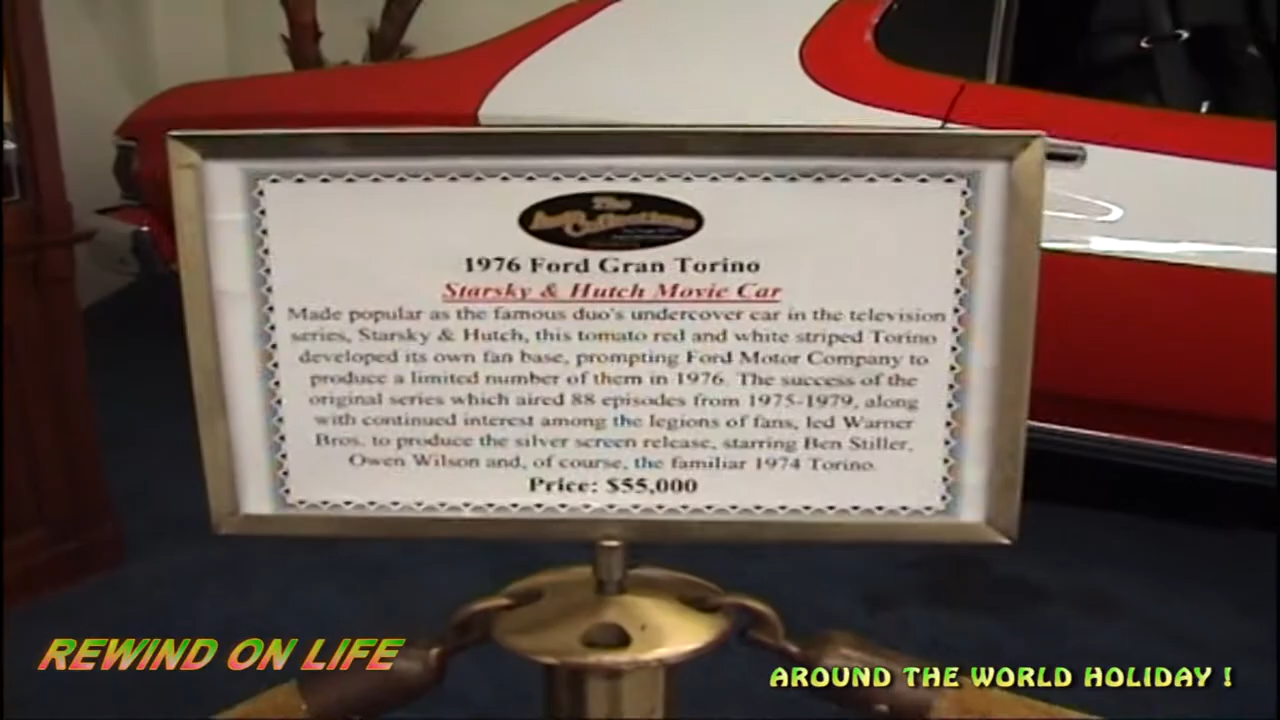 The
Auto Collections
1976 Ford Gran Torino
Starsky & Hutch Movie Car
Made popular as the famous duo's undercover car in the television
series, Starsky & Hutch, this tomato red and white striped Torino
developed its own fan base, prompting Ford Motor Company to
produce a limited number of them in 1976. The success of the
original series which aired 88 episodes from 1975-1979, along
with continued interest among the legions of fans, led Warner
Bros. to produce the silver screen release, starring Ben Stiller,
Owen Wilson and, of course, the familiar 1974 Torino.
Price: $55,000
REWIND ON LIFE
AROUND THE WORLD HOLIDAY !